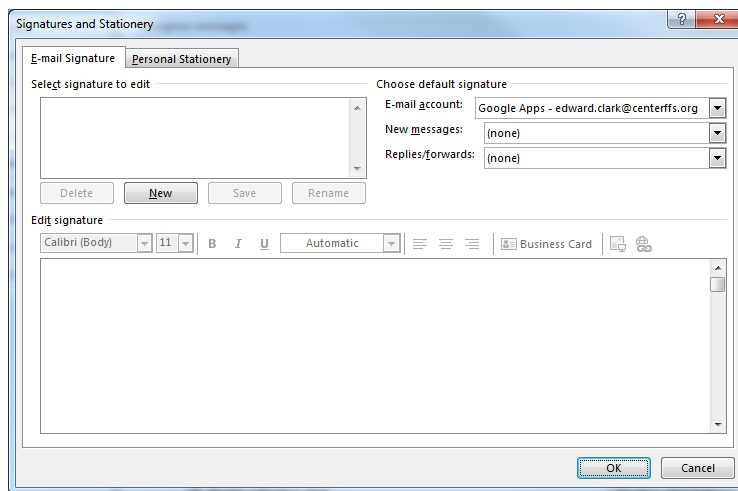 Signatures and Stationery
?
E-mail Signature Personal Stationery
Select signature to edit
Choose default signature
E-mail account: Google Apps - edward.clark@centerffs.org
New messages: (none)
Replies/forwards: (none)
Delete New Save Rename
Edit signature
Calibri (Body) 11 B I U Automatic Business Card
OK Cancel